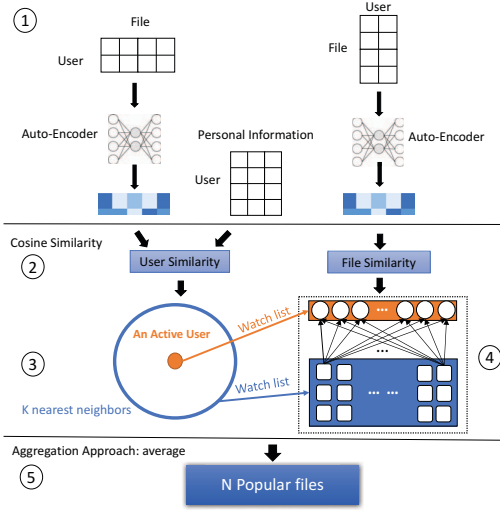 1
File
User
User
File
Auto-Encoder
Personal Information
Auto-Encoder
User
Cosine Similarity
2
User Similarity
File Similarity
An Active User
Watch list
...
3
...
4
Watch list
... ...
K nearest neighbors
Aggregation Approach: average
5
N Popular files